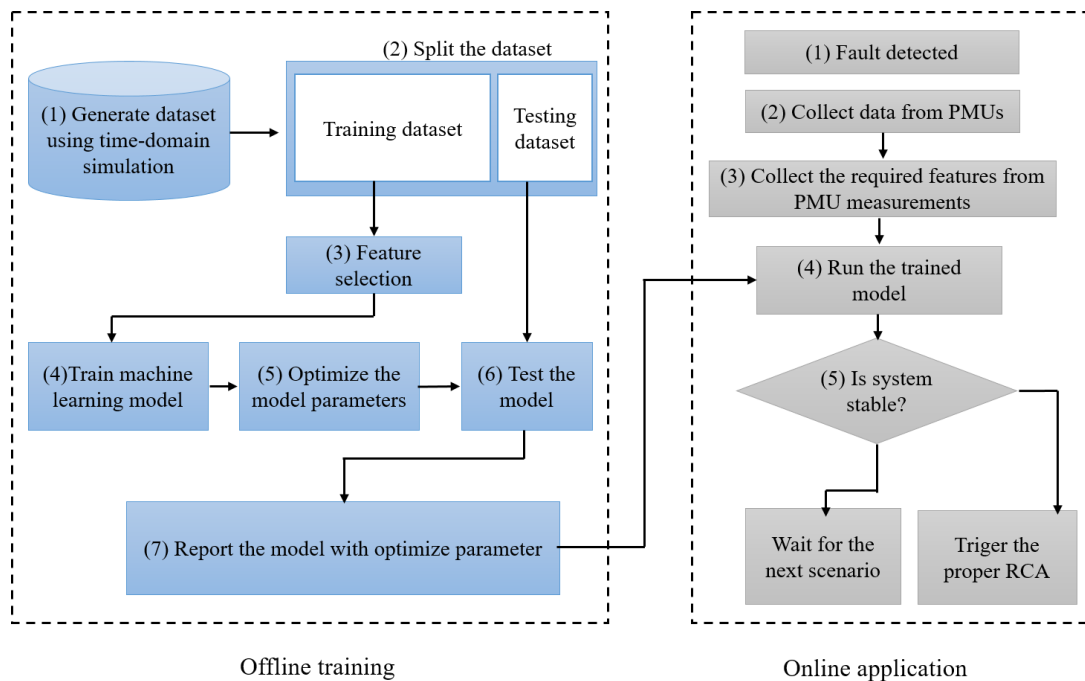 (2) Split the dataset
(1) Generate dataset
using time-domain
simulation
Training dataset
Testing
dataset
(3) Feature
selection
(4)Train machine
learning model
(5) Optimize the
model parameters
(6) Test the
model
(7) Report the model with optimize parameter
Offline training
(1) Fault detected
(2) Collect data from PMUs
(3) Collect the required features from
PMU measurements
(4) Run the trained
model
(5) Is system
stable?
Wait for the
next scenario
Triger the
proper RCA
Online application